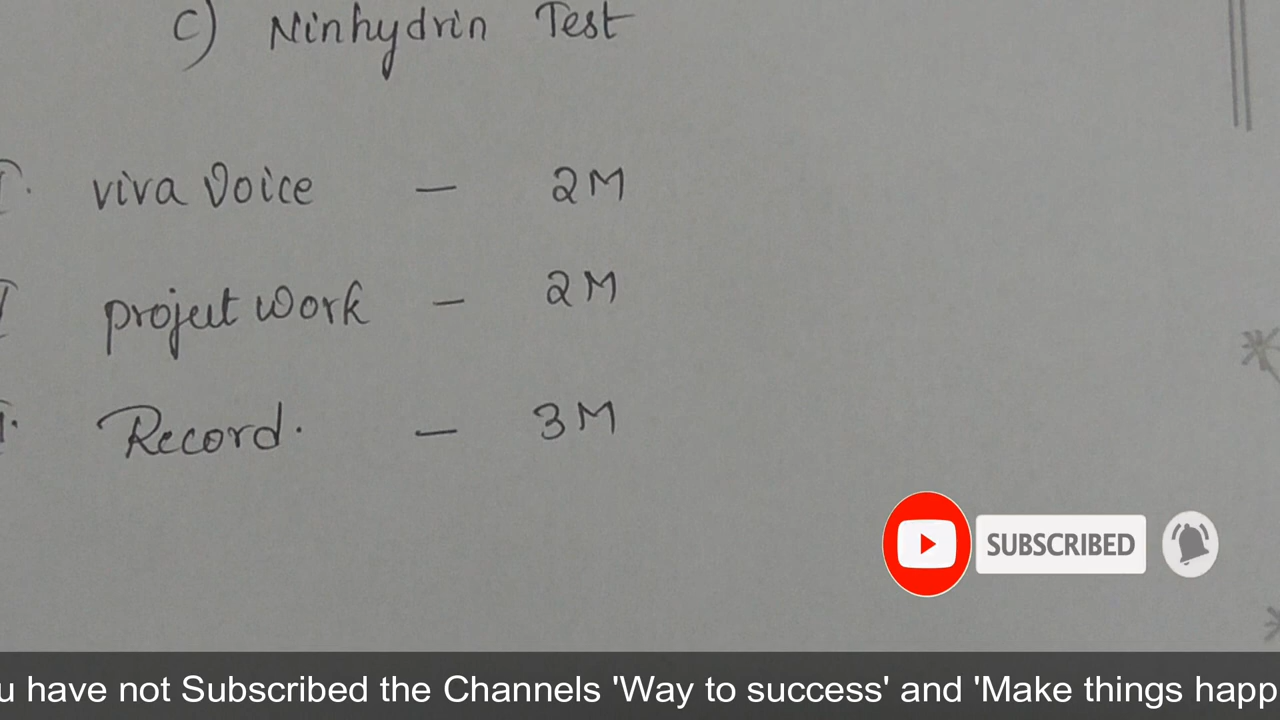 c) Ninhydrin Test
viva Voice — 2M
project Work – 2M
Record. — 3M
SUBSCRIBED
have not Subscribed the Channels 'Way to success' and 'Make things happ